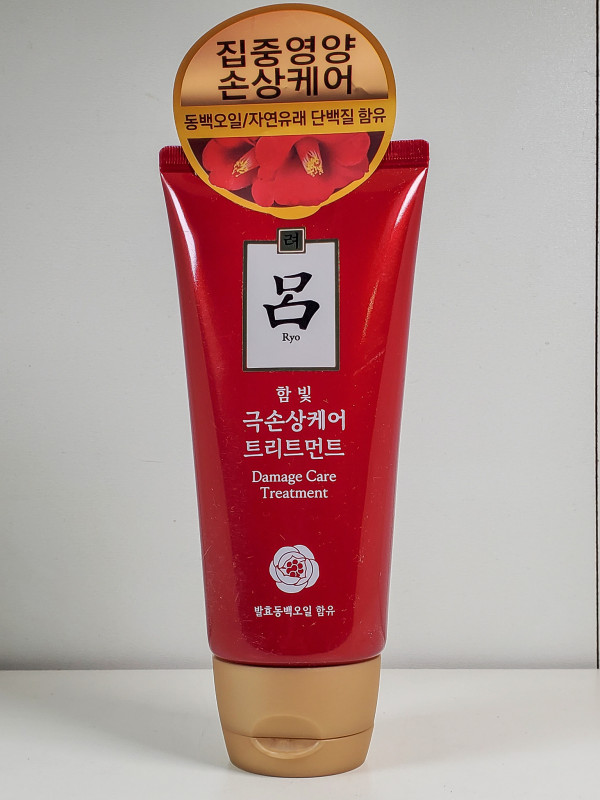 집중영양
손상케어
동백오일/자연유래 단백질 함유
려
呂
Ryo
함빛
극손상케어
트리트먼트
Damage Care
Treatment
발효동백오일 함유